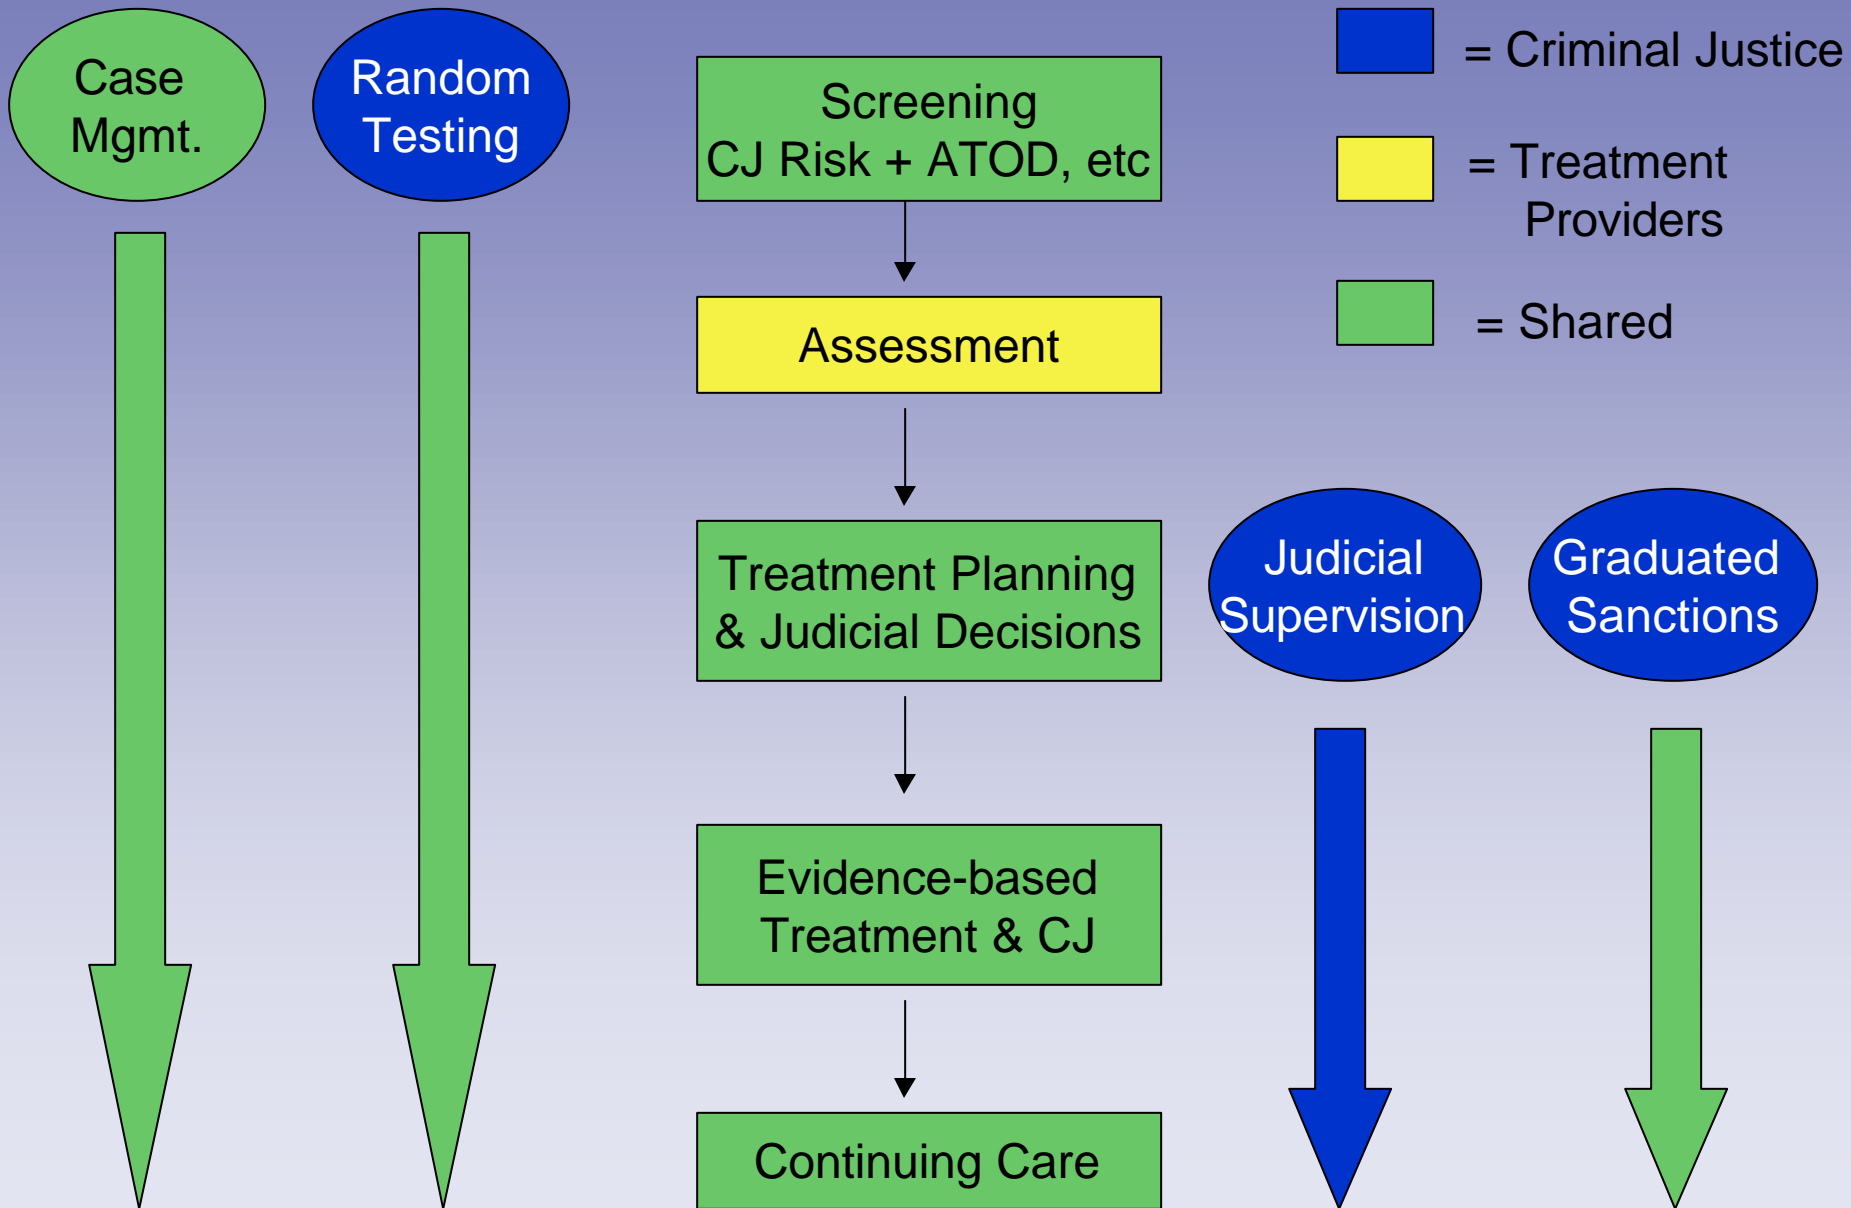 Case
Mgmt.
Random
Testing
Screening
CJ Risk + ATOD, etc
= Criminal Justice
= Treatment
Providers
= Shared
Assessment
Treatment Planning
& Judicial Decisions
Judicial
Supervision
Graduated
Sanctions
Evidence-based
Treatment & CJ
Continuing Care